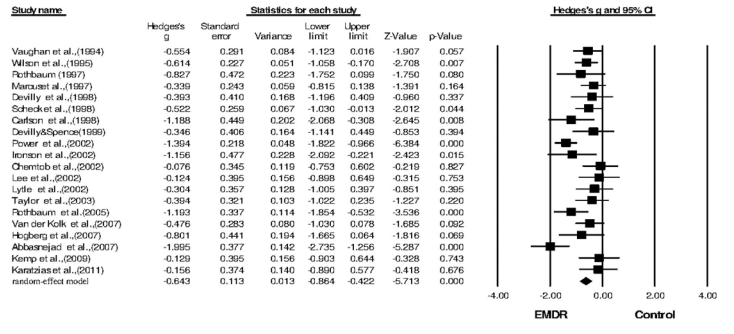 Study name Statistics for each study Hedges's g and 95% CI
Hedges's g Standard error Variance Lower limit Upper limit Z-Value p-Value
Vaughan et al.,(1994) -0.554 0.291 0.084 -1.123 0.016 -1.907 0.057
Wilson et al.,(1995) -0.614 0.227 0.051 -1.058 -0.170 -2.708 0.007
Rothbaum (1997) -0.827 0.472 0.223 -1.752 0.099 -1.750 0.080
Marcus et al.,(1997) -0.339 0.243 0.059 -0.815 0.138 -1.391 0.164
Devilly et al.,(1998) -0.393 0.410 0.168 -1.196 0.409 -0.960 0.337
Scheck et al.,(1998) -0.522 0.259 0.067 -1.030 -0.013 -2.012 0.044
Carlson et al.,(1998) -1.188 0.449 0.202 -2.068 -0.308 -2.645 0.008
Devilly&Spence(1999) -0.346 0.406 0.164 -1.141 0.449 -0.853 0.394
Power et al.,(2002) -1.394 0.218 0.048 -1.822 -0.966 -6.384 0.000
Ironson et al.,(2002) -1.156 0.477 0.228 -2.092 -0.221 -2.423 0.015
Chemtob et al.,(2002) -0.076 0.345 0.119 -0.753 0.602 -0.219 0.827
Lee et al.,(2002) -0.124 0.395 0.156 -0.898 0.649 -0.315 0.753
Lytle et al.,(2002) -0.304 0.357 0.128 -1.005 0.397 -0.851 0.395
Taylor et al.,(2003) -0.394 0.321 0.103 -1.022 0.235 -1.227 0.220
Rothbaum et al.,(2005) -1.193 0.337 0.114 -1.854 -0.532 -3.536 0.000
Van der Kolk et al.,(2007) -0.476 0.283 0.080 -1.030 0.078 -1.685 0.092
Hogberg et al.,(2007) -0.801 0.441 0.194 -1.665 0.064 -1.816 0.069
Abbasnejad et al.,(2007) -1.995 0.377 0.142 -2.735 -1.256 -5.287 0.000
Kemp et al.,(2009) -0.129 0.395 0.156 -0.903 0.644 -0.328 0.743
Karatzias et al.,(2011) -0.156 0.374 0.140 -0.890 0.577 -0.418 0.676
random-effect model -0.643 0.113 0.013 -0.864 -0.422 -5.713 0.000
-4.00 -2.00 0.00 2.00 4.00
EMDR Control